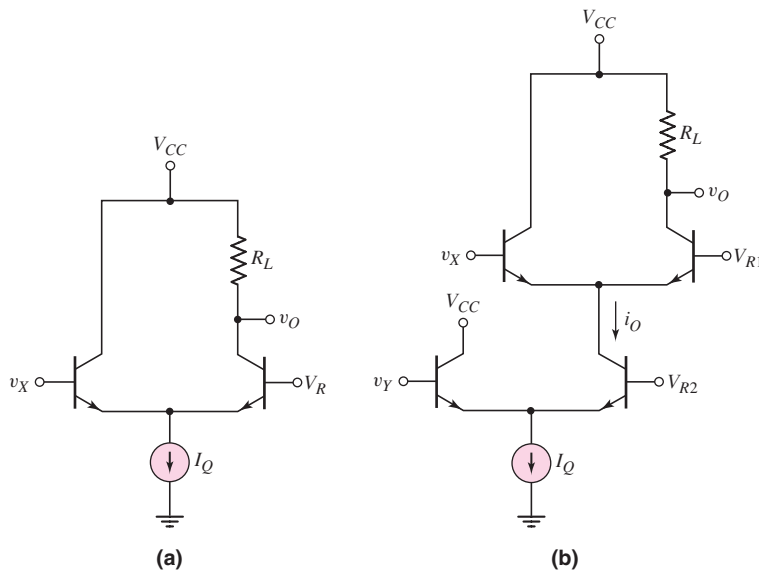 V_CC
R_L
v_O
v_X
V_R
I_Q
(a)
V_CC
R_L
v_O
v_X
V_R1
V_CC
i_O
v_Y
V_R2
I_Q
(b)